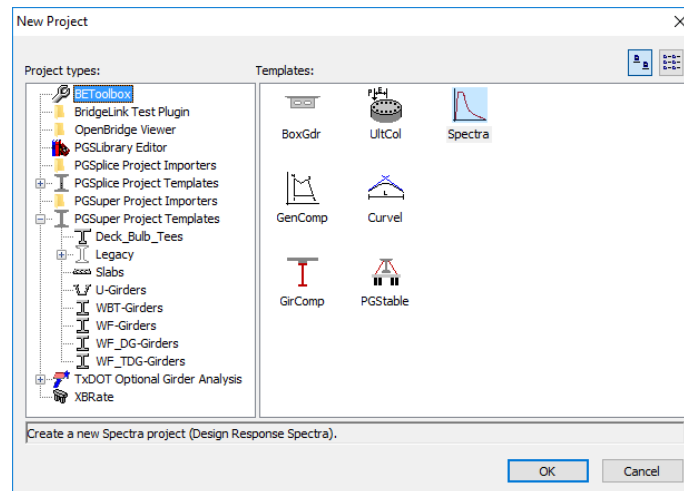 New Project
Project types:
Templates:
BEToolbox
BridgeLink Test Plugin
OpenBridge Viewer
PGSLibrary Editor
PGSplice Project Importers
PGSplice Project Templates
PGSuper Project Importers
PGSuper Project Templates
Deck_Bulb_Tees
Legacy
Slabs
U-Girders
WBT-Girders
WF-Girders
WF_DG-Girders
WF_TDG-Girders
TxDOT Optional Girder Analysis
XBRate
BoxGdr
UltCol
Spectra
GenComp
Curvel
GirComp
PGStable
Create a new Spectra project (Design Response Spectra).
OK
Cancel